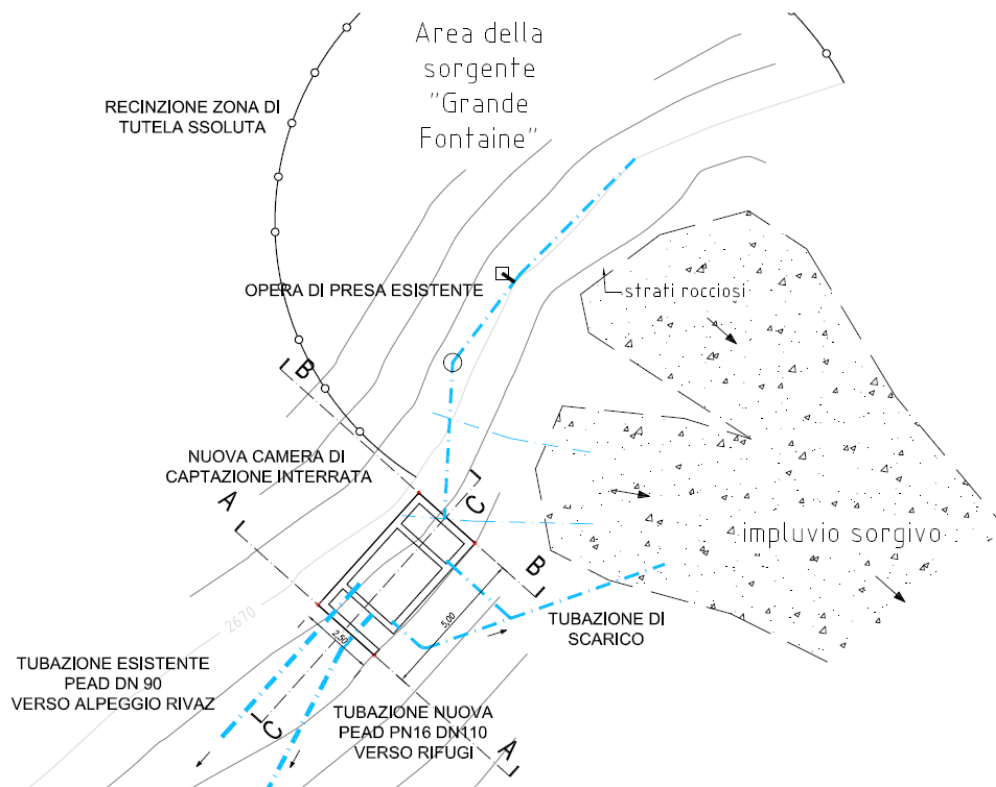 Area della
sorgente
"Grande
Fontaine"
RECINZIONE ZONA DI
TUTELA SSOLUTA
OPERA DI PRESA ESISTENTE
strati rocciosi
B
NUOVA CAMERA DI
CAPTAZIONE INTERRATA
A
C
impluvio sorgivo
B
2670
5,00
2,50
TUBAZIONE DI
SCARICO
TUBAZIONE ESISTENTE
PEAD DN 90
VERSO ALPEGGIO RIVAZ
C
TUBAZIONE NUOVA
PEAD PN16 DN110
VERSO RIFUGI
A